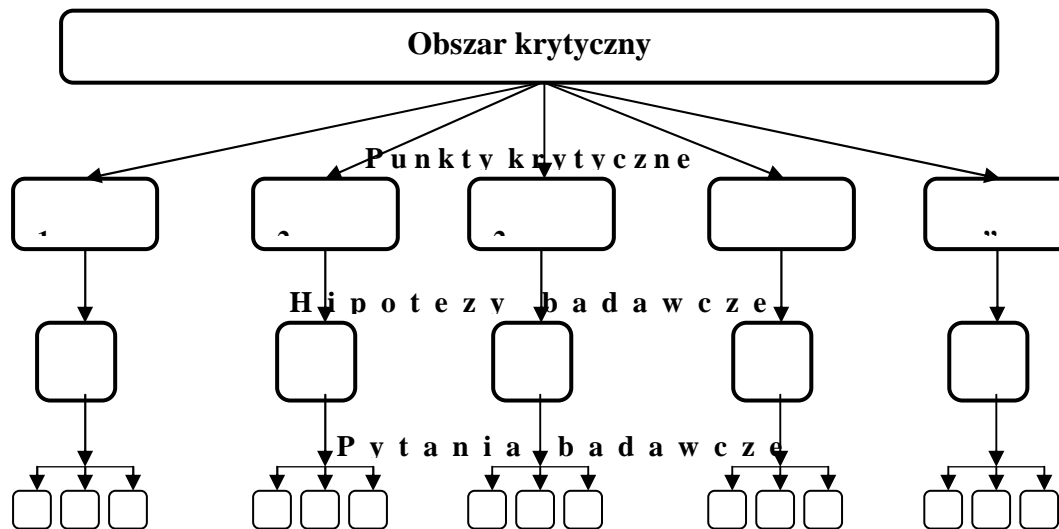 Obszar krytyczny
Punkty krytyczne
Hipotezy badawcze
Pytania badawcze